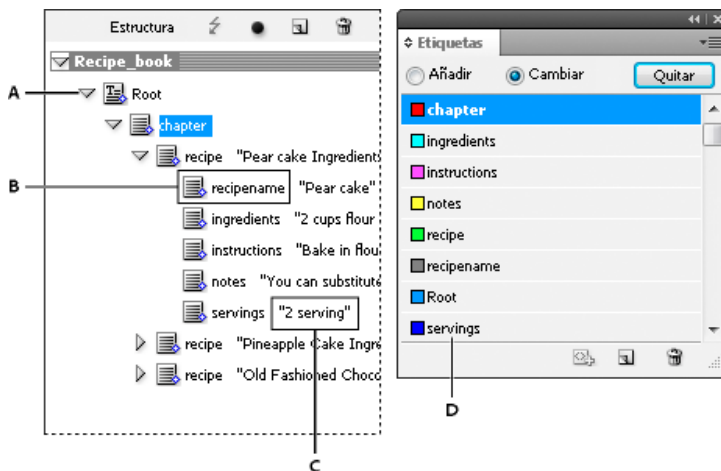 Estructura
Recipe_book
A
Root
chapter
recipe "Pear cake Ingredients
B
recipename "Pear cake"
ingredients "2 cups flour
instructions "Bake in flou
notes "You can substitute
servings "2 serving"
recipe "Pineapple Cake Ingre
recipe "Old Fashioned Choco
C
Etiquetas
Añadir
Cambiar
Quitar
chapter
ingredients
instructions
notes
recipe
recipename
Root
servings
D